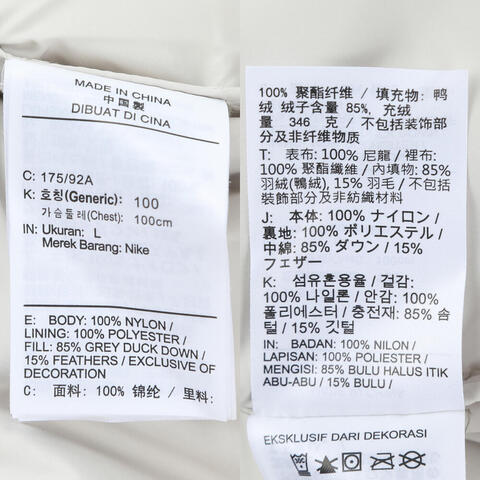 MADE IN CHINA
中国製
DIBUAT DI CINA
C: 175/92A
K: 호칭(Generic): 100
가슴둘레(Chest): 100cm
IN: Ukuran: L
Merek Barang: Nike
E: BODY: 100% NYLON /
LINING: 100% POLYESTER /
FILL: 85% GREY DUCK DOWN /
15% FEATHERS / EXCLUSIVE OF
DECORATION
C: 面料: 100% 锦纶 / 里料:
100% 聚酯纤维 / 填充物: 鸭
绒 绒子含量 85%, 充绒
量 346 克 / 不包括装饰部
分及非纤维物质
T: 表布: 100% 尼龍 / 裡布:
100% 聚酯纖維 / 內填物: 85%
羽絨(鴨絨), 15% 羽毛 / 不包括
裝飾部分及非紡織材料
J: 本体: 100% ナイロン /
裏地: 100% ポリエステル /
中綿: 85% ダウン / 15%
フェザー
K: 섬유혼용율 / 겉감:
100% 나일론 / 안감: 100%
폴리에스터 / 충전재: 85% 솜
털 / 15% 깃털
IN: BADAN: 100% NILON /
LAPISAN: 100% POLIESTER /
MENGISI: 85% BULU HALUS ITIK
ABU-ABU / 15% BULU /
EKSKLUSIF DARI DEKORASI